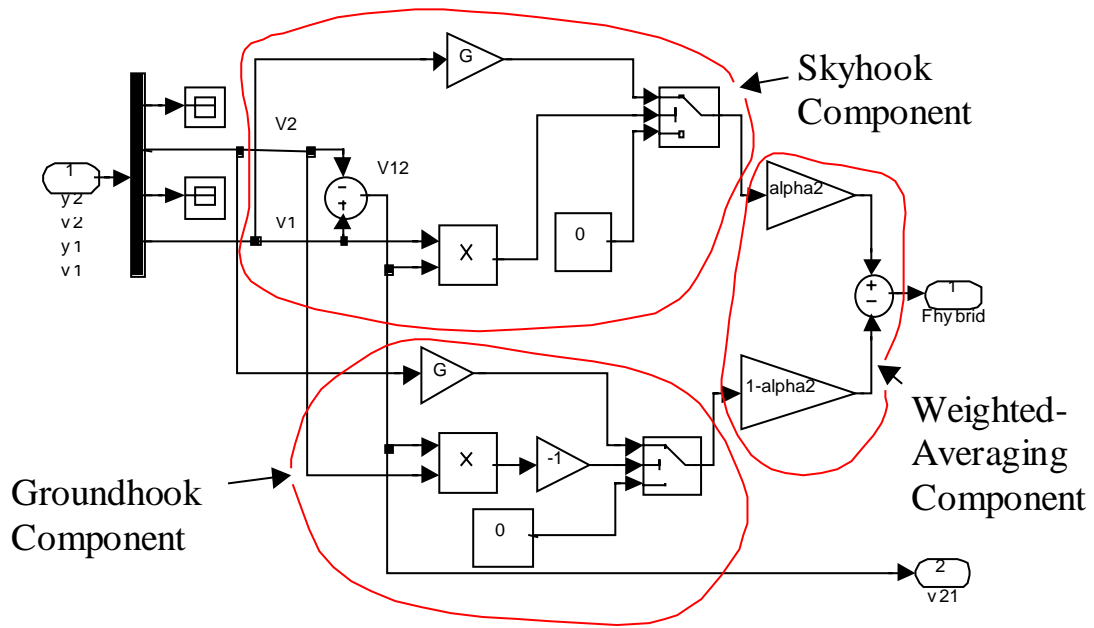 G
Skyhook
Component
V2
V12
1
y2
v2
y1
v1
-
+
V1
X
0
alpha2
+
-
1
Fhybrid
G
1-alpha2
X
-1
0
Weighted-
Averaging
Component
Groundhook
Component
2
v21